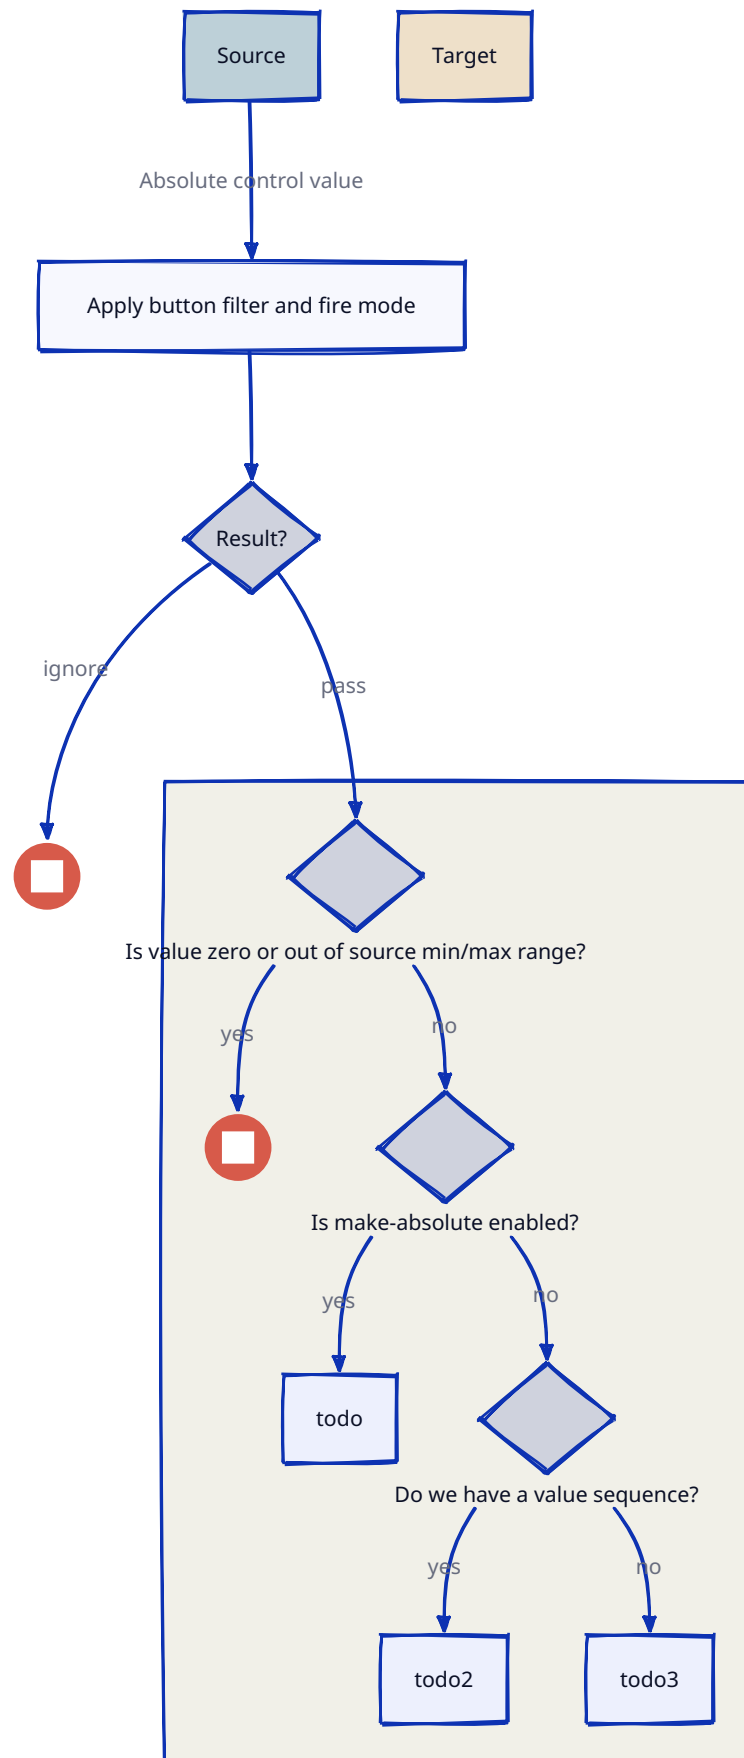 Source
Target
Absolute control value
Apply button filter and fire mode
Result?
ignore
pass
Is value zero or out of source min/max range?
yes
no
Is make-absolute enabled?
yes
no
todo
Do we have a value sequence?
yes
no
todo2
todo3